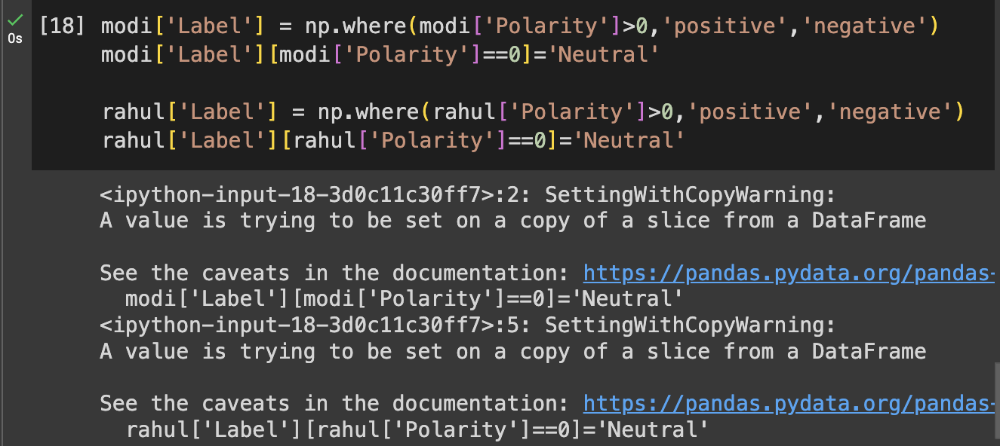 [18] modi['Label'] = np.where(modi['Polarity']>0,'positive','negative')
0s
modi['Label'][modi['Polarity']==0]='Neutral'
rahul['Label'] = np.where(rahul['Polarity']>0,'positive','negative')
rahul['Label'][rahul['Polarity']==0]='Neutral'
<ipython-input-18-3d0c11c30ff7>:2: SettingWithCopyWarning:
A value is trying to be set on a copy of a slice from a DataFrame
See the caveats in the documentation: https://pandas.pydata.org/pandas-
modi['Label'][modi['Polarity']==0]='Neutral'
<ipython-input-18-3d0c11c30ff7>:5: SettingWithCopyWarning:
A value is trying to be set on a copy of a slice from a DataFrame
See the caveats in the documentation: https://pandas.pydata.org/pandas-
rahul['Label'][rahul['Polarity']==0]='Neutral'